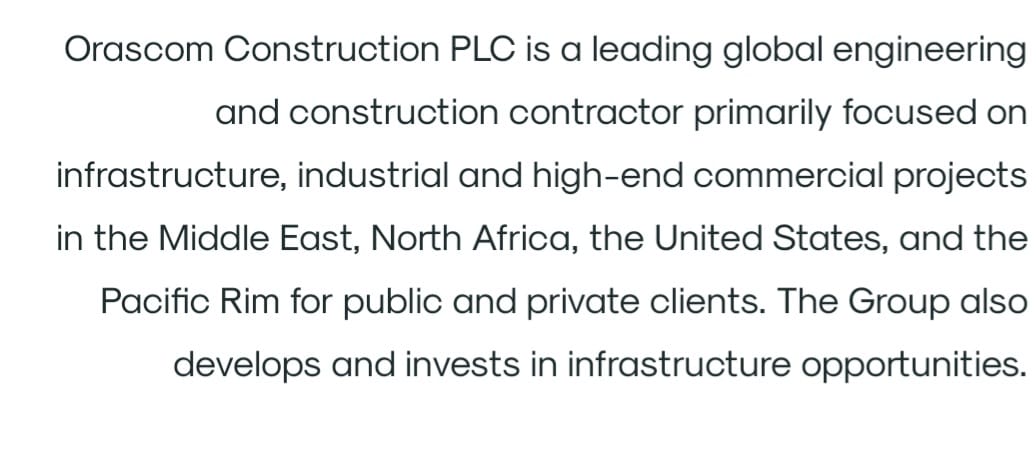 Orascom Construction PLC is a leading global engineering
and construction contractor primarily focused on
infrastructure, industrial and high-end commercial projects
in the Middle East, North Africa, the United States, and the
Pacific Rim for public and private clients. The Group also
develops and invests in infrastructure opportunities.